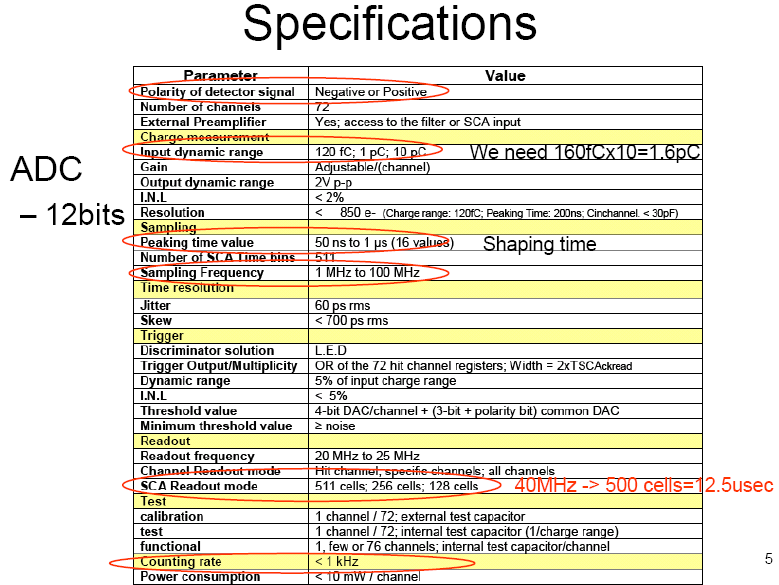 Specifications
Parameter Value
Polarity of detector signal Negative or Positive
Number of channels 72
External Preamplifier Yes; access to the filter or SCA input
Charge measurement
Input dynamic range 120 fC; 1 pC; 10 pC We need 160fCx10=1.6pC
ADC
– 12bits
Gain Adjustable/(channel)
Output dynamic range 2V p-p
I.N.L < 2%
Resolution < 850 e- (Charge range: 120fC; Peaking Time: 200ns; Cinchannel. < 30pF)
Sampling
Peaking time value 50 ns to 1 µs (16 values) Shaping time
Number of SCA Time bins 511
Sampling Frequency 1 MHz to 100 MHz
Time resolution
Jitter 60 ps rms
Skew < 700 ps rms
Trigger
Discriminator solution L.E.D
Trigger Output/Multiplicity OR of the 72 hit channel registers; Width = 2xTSCAckread
Dynamic range 5% of input charge range
I.N.L < 5%
Threshold value 4-bit DAC/channel + (3-bit + polarity bit) common DAC
Minimum threshold value ≥ noise
Readout
Readout frequency 20 MHz to 25 MHz
Channel Readout mode Hit channel; specific channels; all channels
SCA Readout mode 511 cells; 256 cells; 128 cells 40MHz -> 500 cells=12.5usec
Test
calibration 1 channel / 72; external test capacitor
test 1 channel / 72; internal test capacitor (1/charge range)
functional 1, few or 76 channels; internal test capacitor/channel
Counting rate < 1 kHz
Power consumption < 10 mW / channel
5